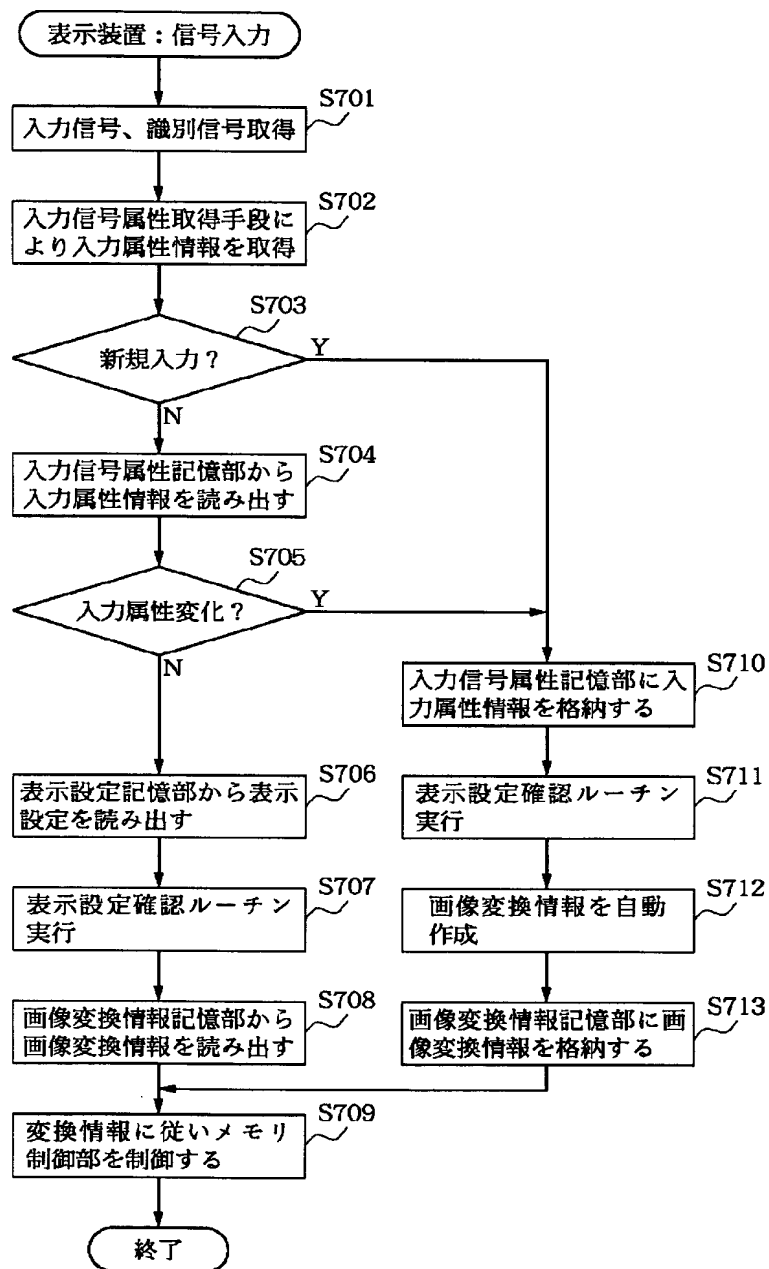 表示装置：信号入力
S701
入力信号、識別信号取得
S702
入力信号属性取得手段に
より入力属性情報を取得
S703
新規入力？
Y
N
S704
入力信号属性記憶部から
入力属性情報を読み出す
S705
入力属性変化？
Y
N
S706
表示設定記憶部から表示
設定を読み出す
S707
表示設定確認ルーチン
実行
S708
画像変換情報記憶部から
画像変換情報を読み出す
S710
入力信号属性記憶部に入
力属性情報を格納する
S711
表示設定確認ルーチン
実行
S712
画像変換情報を自動
作成
S713
画像変換情報記憶部に画
像変換情報を格納する
S709
変換情報に従いメモリ
制御部を制御する
終了